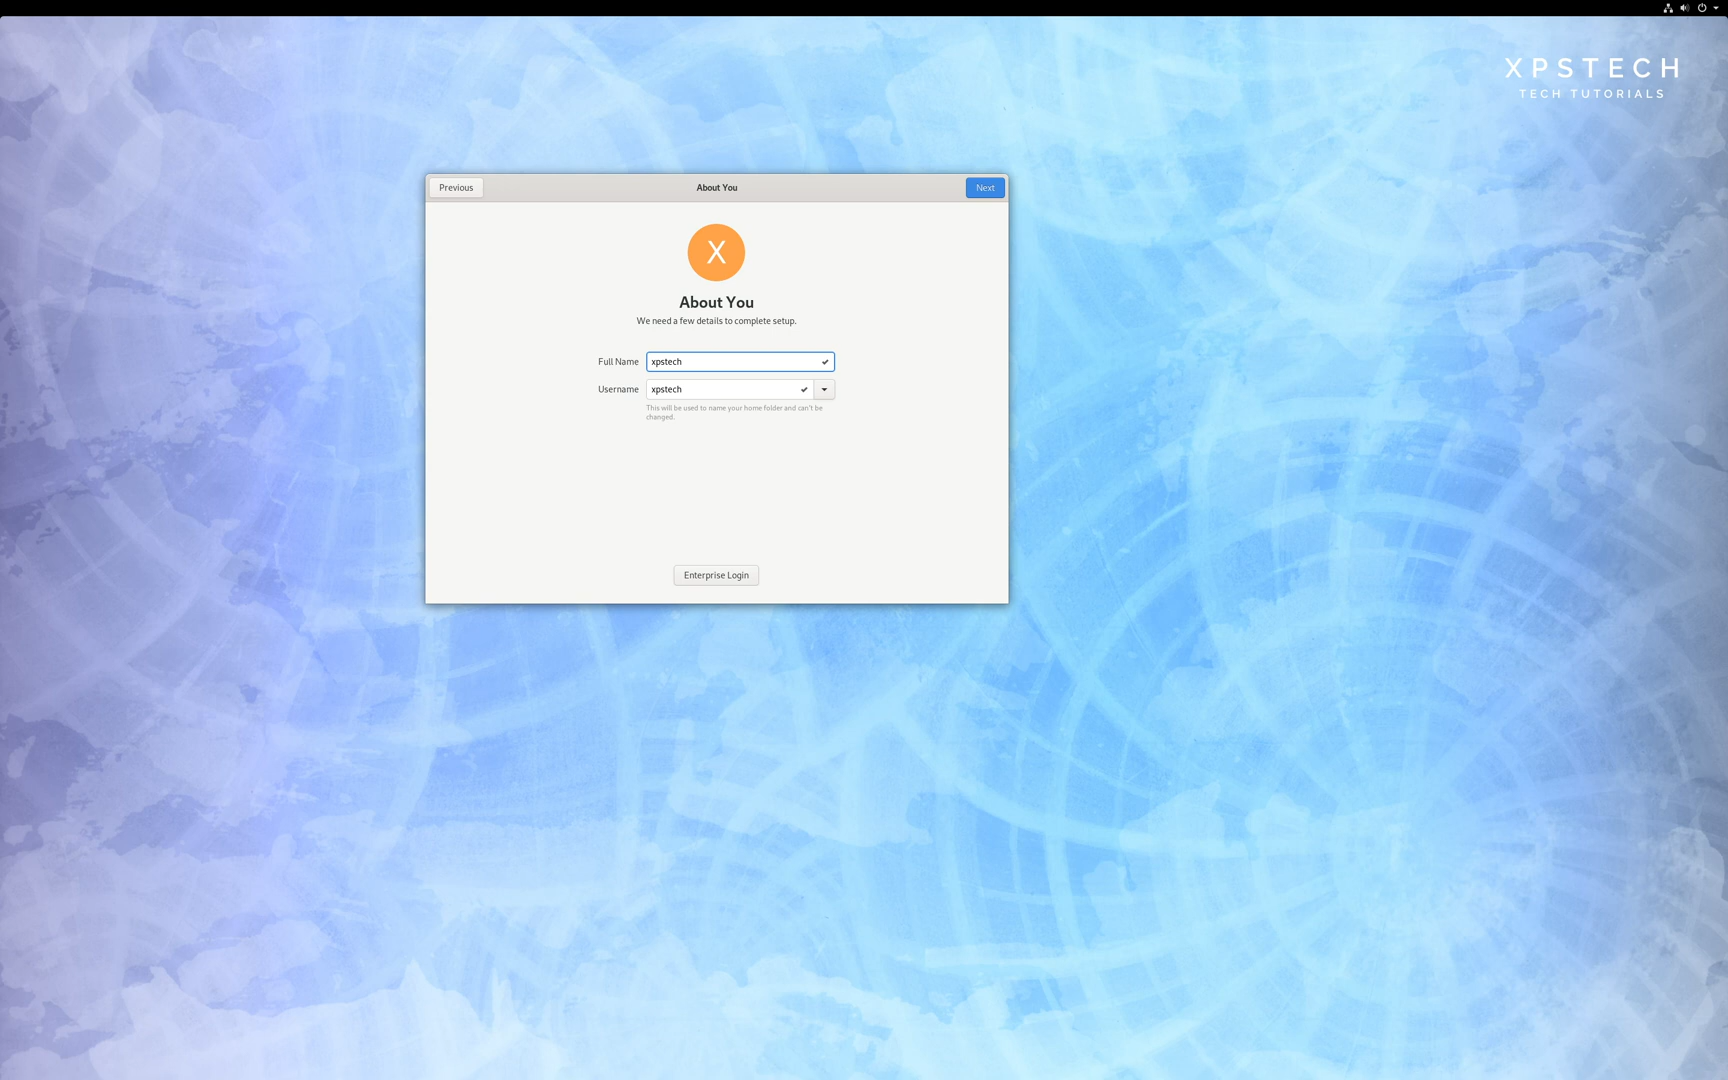 XPSTECH
TECH TUTORIALS
Previous
About You
Next
X
About You
We need a few details to complete setup.
Full Name xpstech
Username xpstech
This will be used to name your home folder and can't be
changed.
Enterprise Login